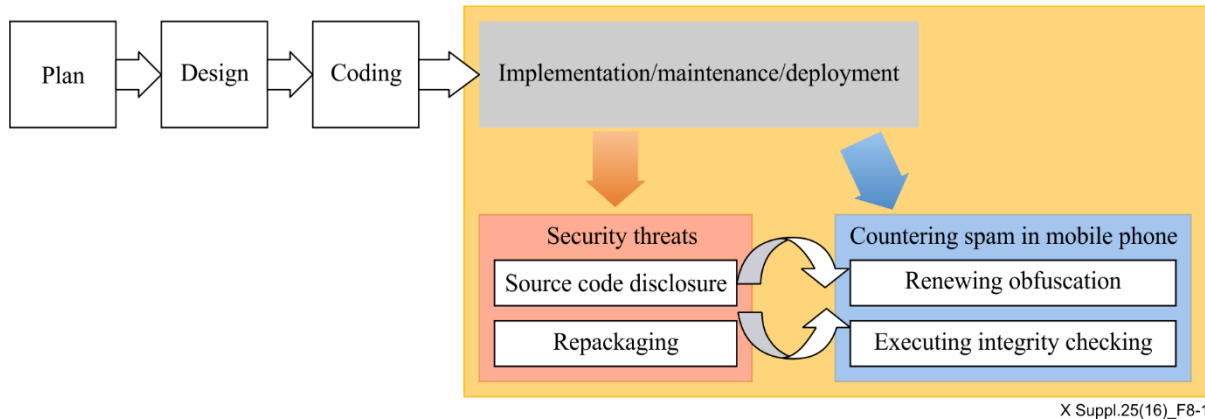 Plan
Design
Coding
Implementation/maintenance/deployment
Security threats
Source code disclosure
Repackaging
Countering spam in mobile phone
Renewing obfuscation
Executing integrity checking
X Suppl.25(16)_F8-1